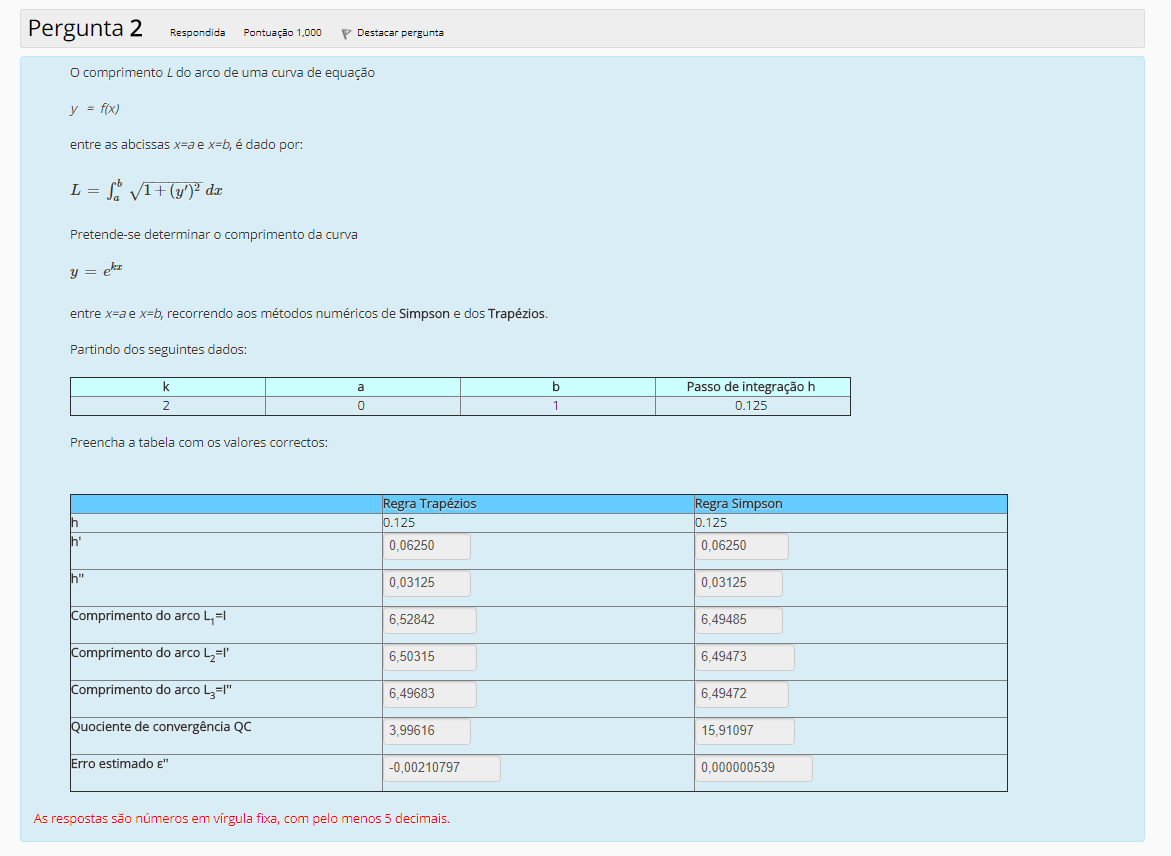 Pergunta 2 Respondida Pontuação 1,000 Destacar pergunta
O comprimento L do arco de uma curva de equação
y = f(x)
entre as abcissas x=a e x=b, é dado por:
L = ∫ₐᵇ √(1+(y′)²) dx
Pretende-se determinar o comprimento da curva
y = e^{kx}
entre x=a e x=b, recorrendo aos métodos numéricos de Simpson e dos Trapézios.
Partindo dos seguintes dados:
k a b Passo de integração h
2 0 1 0.125
Preencha a tabela com os valores correctos:
Regra Trapézios Regra Simpson
h 0.125 0.125
h' 0,06250 0,06250
h" 0,03125 0,03125
Comprimento do arco L₁=I 6,52842 6,49485
Comprimento do arco L₂=I' 6,50315 6,49473
Comprimento do arco L₃=I" 6,49683 6,49472
Quociente de convergência QC 3,99616 15,91097
Erro estimado ε" -0,00210797 0,000000539
As respostas são números em vírgula fixa, com pelo menos 5 decimais.